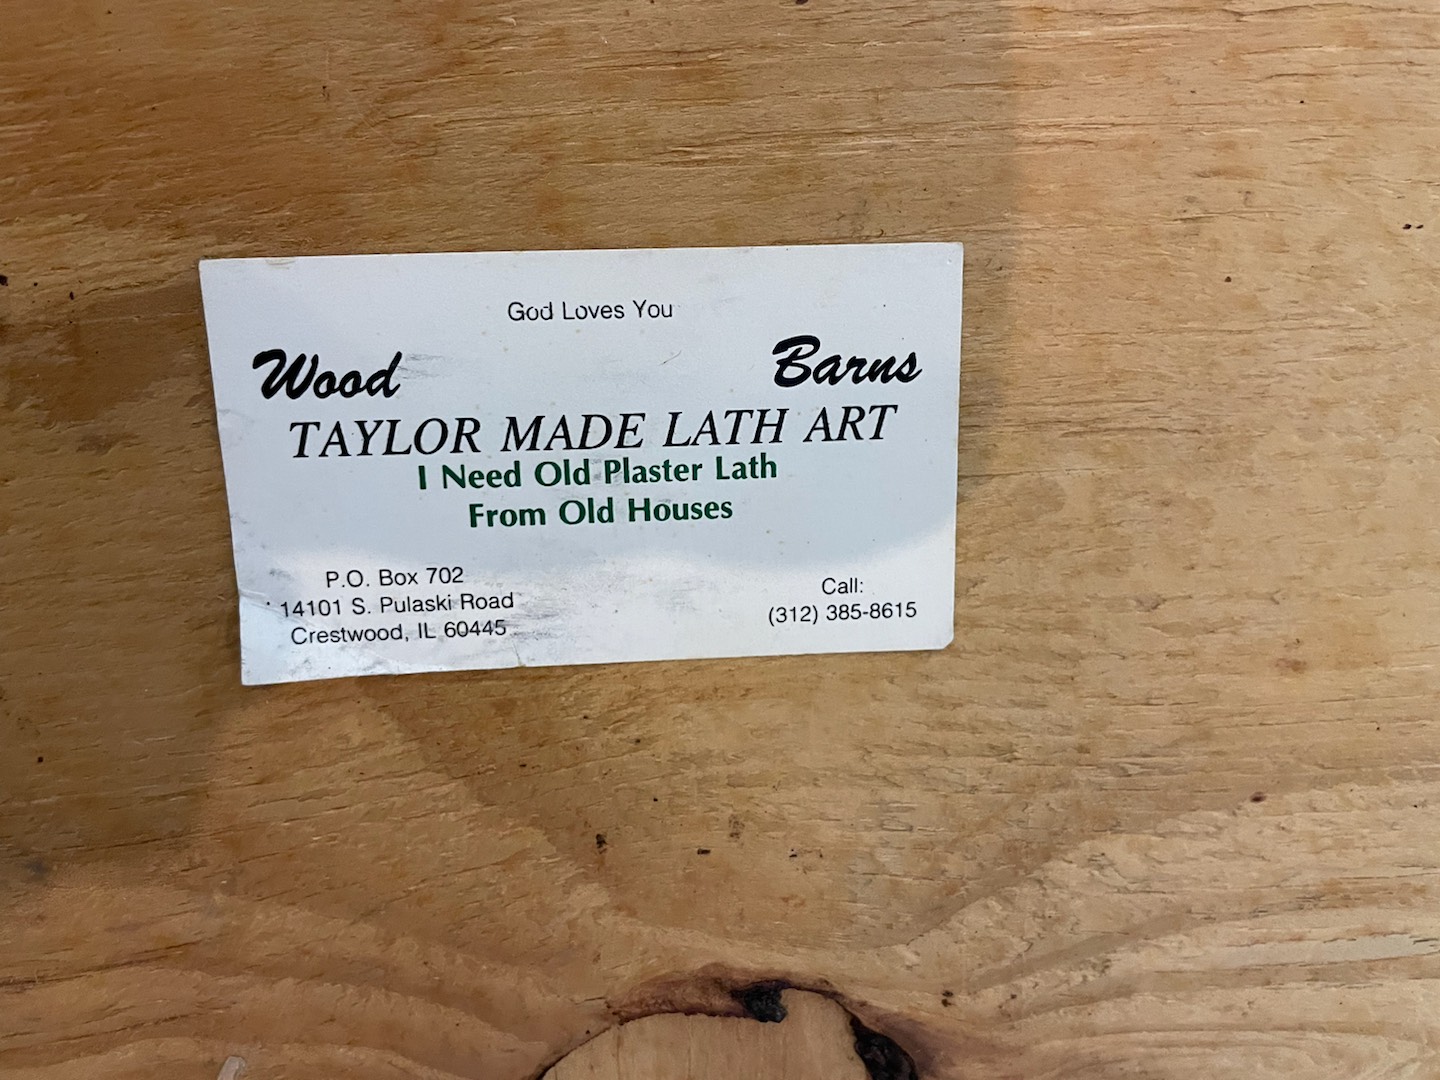 God Loves You
Wood Barns
TAYLOR MADE LATH ART
I Need Old Plaster Lath
From Old Houses
P.O. Box 702
14101 S. Pulaski Road
Crestwood, IL 60445
Call:
(312) 385-8615